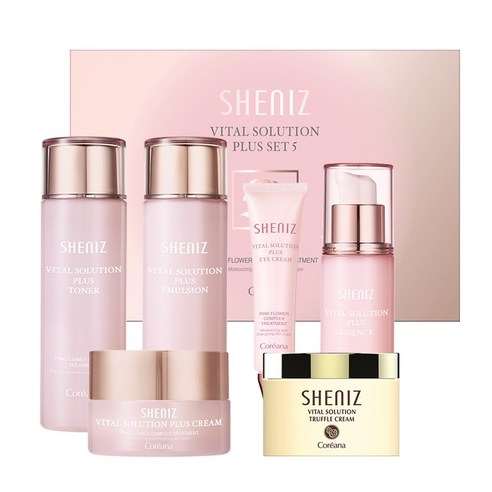 SHENIZ
VITAL SOLUTION
PLUS SET 5
SHENIZ
VITAL SOLUTION
PLUS
TONER
SHENIZ
VITAL SOLUTION
PLUS
EMULSION
SHENIZ
VITAL SOLUTION
PLUS
EYE CREAM
PINK FLOWER
COMPLEX
TREATMENT
Coréana
SHENIZ
VITAL SOLUTION
PLUS
ESSENCE
SHENIZ
VITAL SOLUTION PLUS CREAM
Coréana
SHENIZ
VITAL SOLUTION
TRUFFLE CREAM
Coréana